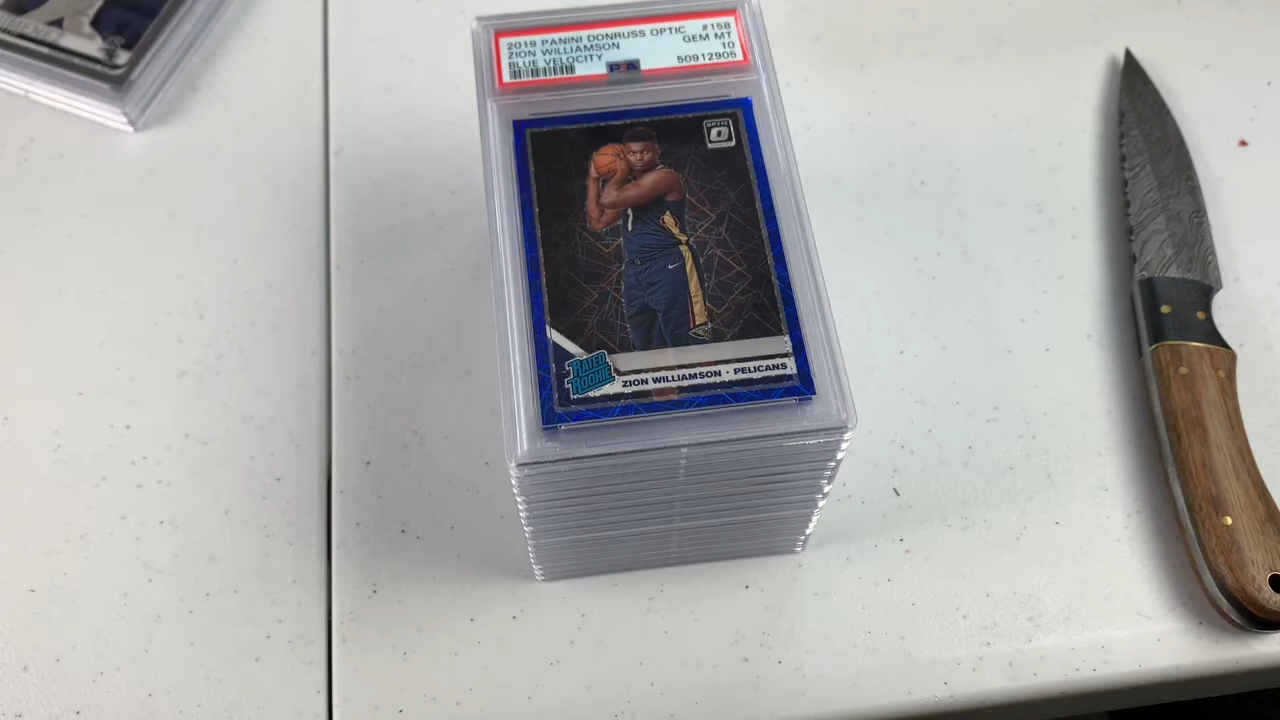 2019 PANINI DONRUSS OPTIC #158
ZION WILLIAMSON GEM MT
BLUE VELOCITY 10
PSA 50912905
OPTIC
RATED
ROOKIE
ZION WILLIAMSON · PELICANS